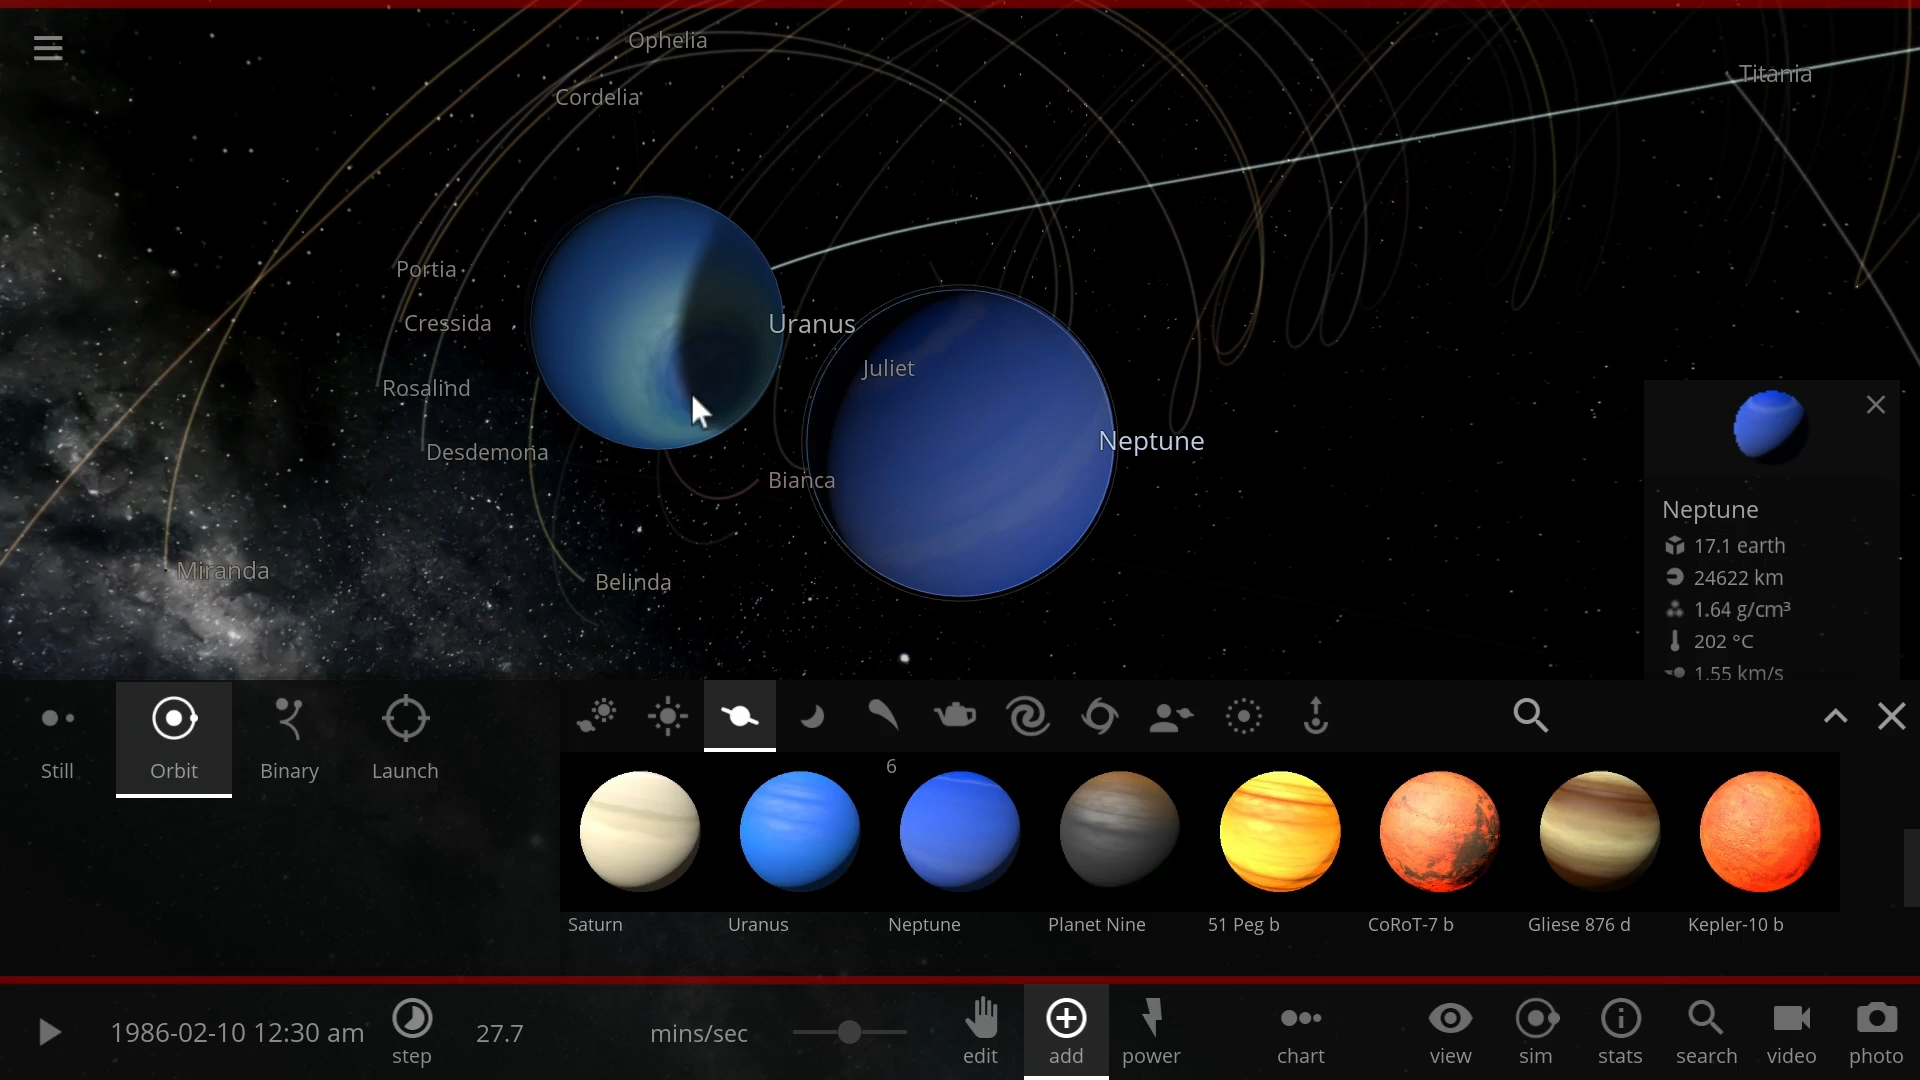 Ophelia
Titania
Cordelia
Portia
Cressida
Uranus
Juliet
Rosalind
Neptune
Desdemona
Bianca
Miranda
Belinda
Neptune
17.1 earth
24622 km
1.64 g/cm³
202 °C
1.55 km/s
Still
Orbit
Binary
Launch
6
Saturn
Uranus
Neptune
Planet Nine
51 Peg b
CoRoT-7 b
Gliese 876 d
Kepler-10 b
1986-02-10 12:30 am
step
27.7
mins/sec
edit
add
power
chart
view
sim
stats
search
video
photo